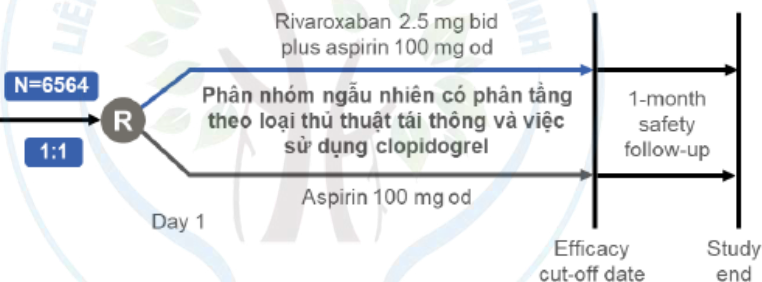 Rivaroxaban 2.5 mg bid
plus aspirin 100 mg od
N=6564
R
1:1
Phân nhóm ngẫu nhiên có phân tầng
theo loại thủ thuật tái thông và việc
sử dụng clopidogrel
1-month
safety
follow-up
Aspirin 100 mg od
Day 1
Efficacy
cut-off date
Study
end